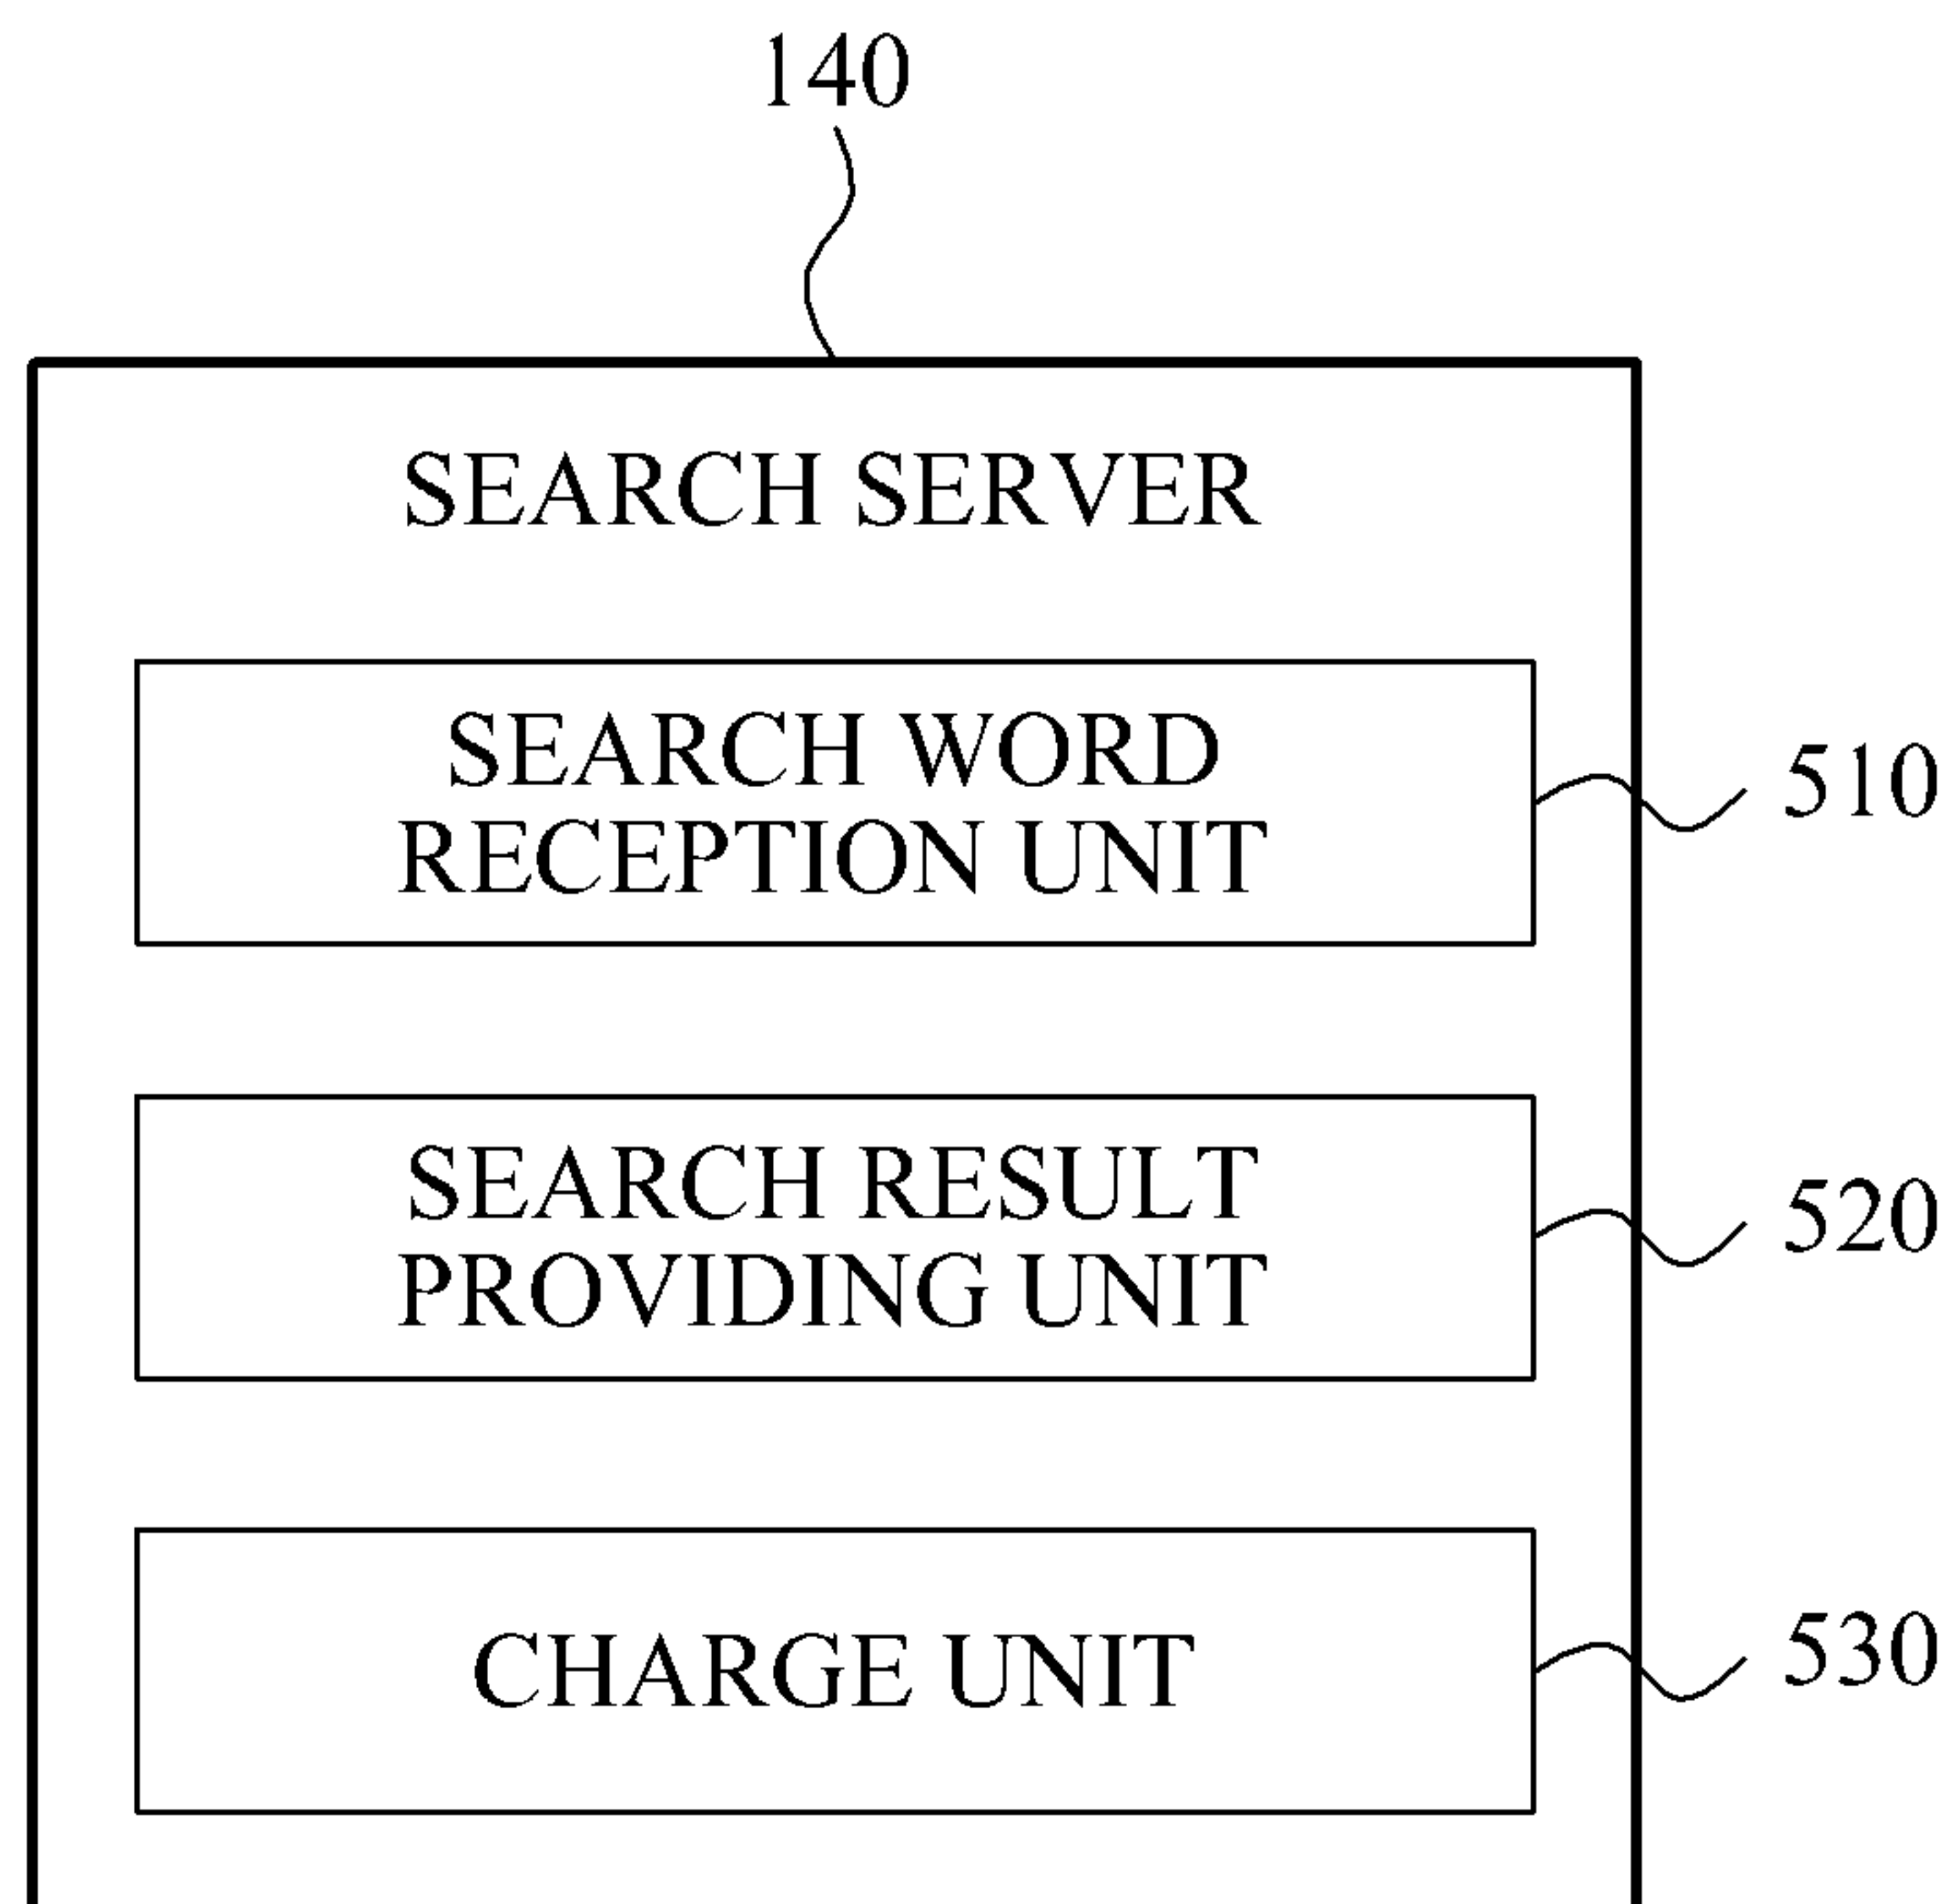 140
SEARCH SERVER
SEARCH WORD
RECEPTION UNIT
510
SEARCH RESULT
PROVIDING UNIT
520
CHARGE UNIT
530